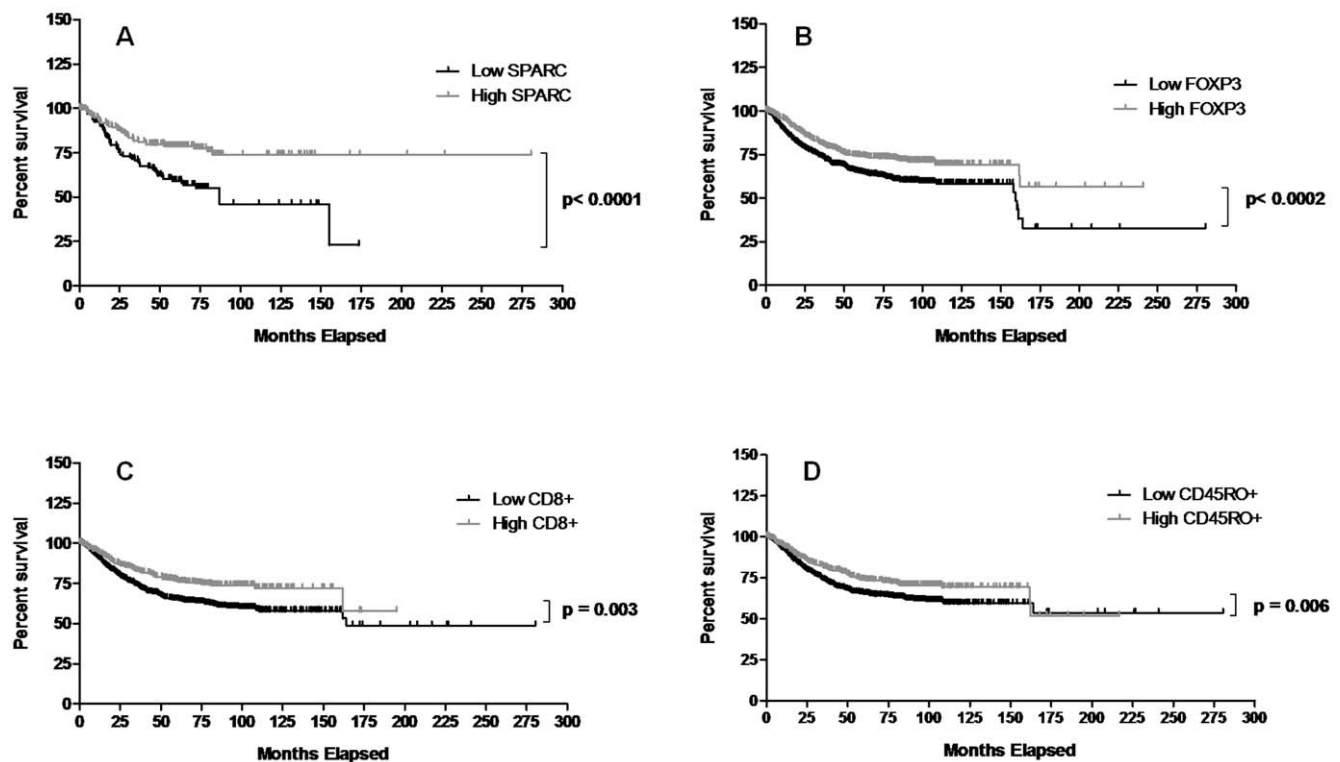 A
150
125
100
75
50
25
0
Percent survival
Low SPARC
High SPARC
p< 0.0001
0 25 50 75 100 125 150 175 200 225 250 275 300
Months Elapsed
B
150
125
100
75
50
25
0
Percent survival
Low FOXP3
High FOXP3
p< 0.0002
0 25 50 75 100 125 150 175 200 225 250 275 300
Months Elapsed
C
150
125
100
75
50
25
0
Percent survival
Low CD8+
High CD8+
p = 0.003
0 25 50 75 100 125 150 175 200 225 250 275 300
Months Elapsed
D
150
125
100
75
50
25
0
Percent survival
Low CD45RO+
High CD45RO+
p = 0.006
0 25 50 75 100 125 150 175 200 225 250 275 300
Months Elapsed